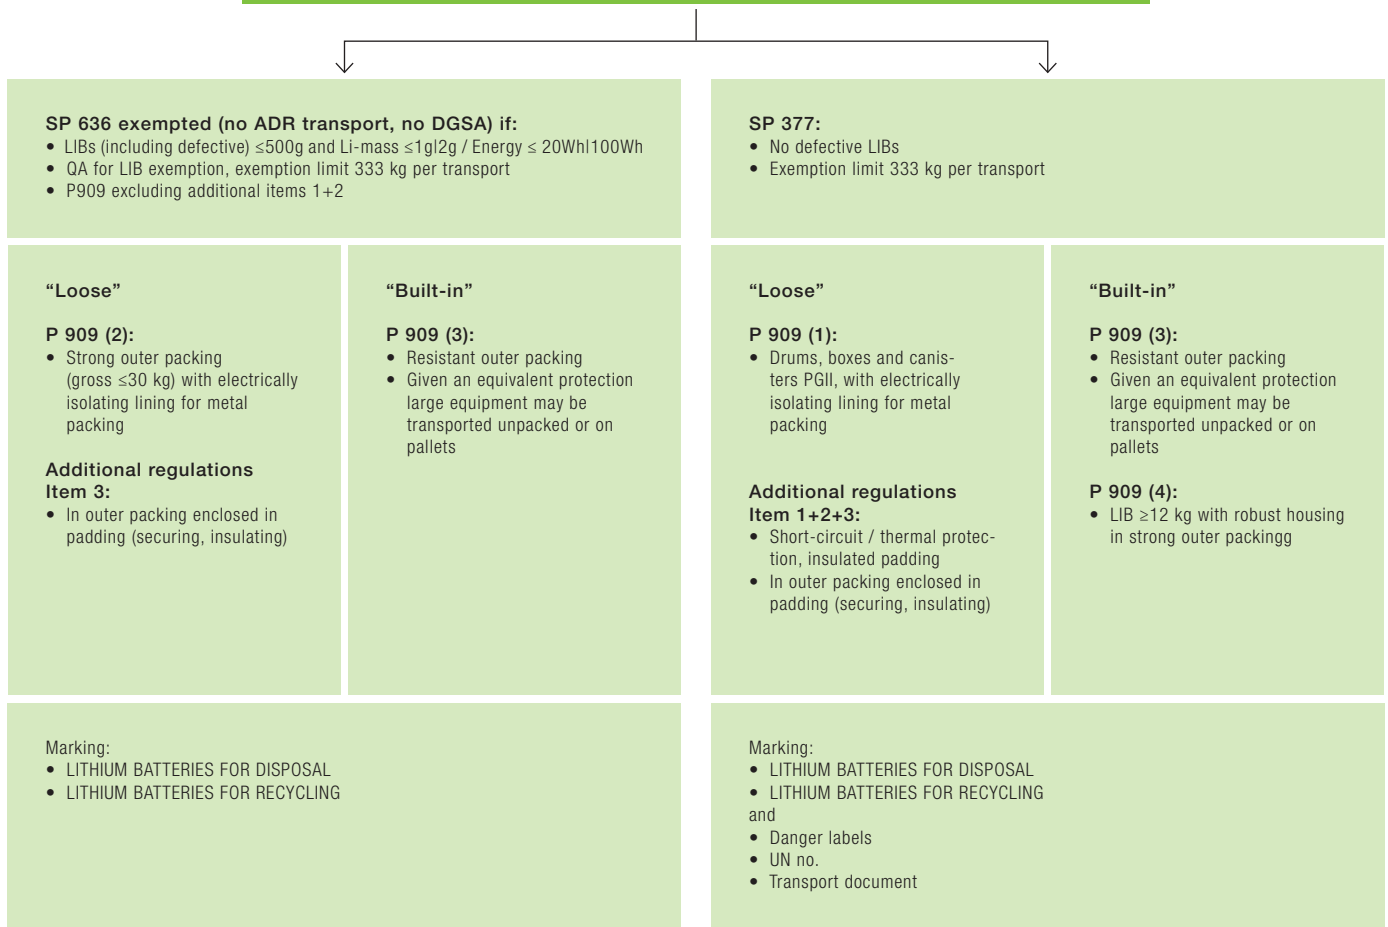 SP 636 exempted (no ADR transport, no DGSA) if:
• LIBs (including defective) ≤500g and Li-mass ≤1g|2g / Energy ≤ 20Wh|100Wh
• QA for LIB exemption, exemption limit 333 kg per transport
• P909 excluding additional items 1+2
SP 377:
• No defective LIBs
• Exemption limit 333 kg per transport
“Loose”
P 909 (2):
• Strong outer packing
(gross ≤30 kg) with electrically
isolating lining for metal
packing
Additional regulations
Item 3:
• In outer packing enclosed in
padding (securing, insulating)
“Built-in”
P 909 (3):
• Resistant outer packing
• Given an equivalent protection
large equipment may be
transported unpacked or on
pallets
“Loose”
P 909 (1):
• Drums, boxes and canis-
ters PGII, with electrically
isolating lining for metal
packing
Additional regulations
Item 1+2+3:
• Short-circuit / thermal protec-
tion, insulated padding
• In outer packing enclosed in
padding (securing, insulating)
“Built-in”
P 909 (3):
• Resistant outer packing
• Given an equivalent protection
large equipment may be
transported unpacked or on
pallets
P 909 (4):
• LIB ≥12 kg with robust housing
in strong outer packingg
Marking:
• LITHIUM BATTERIES FOR DISPOSAL
• LITHIUM BATTERIES FOR RECYCLING
Marking:
• LITHIUM BATTERIES FOR DISPOSAL
• LITHIUM BATTERIES FOR RECYCLING
and
• Danger labels
• UN no.
• Transport document